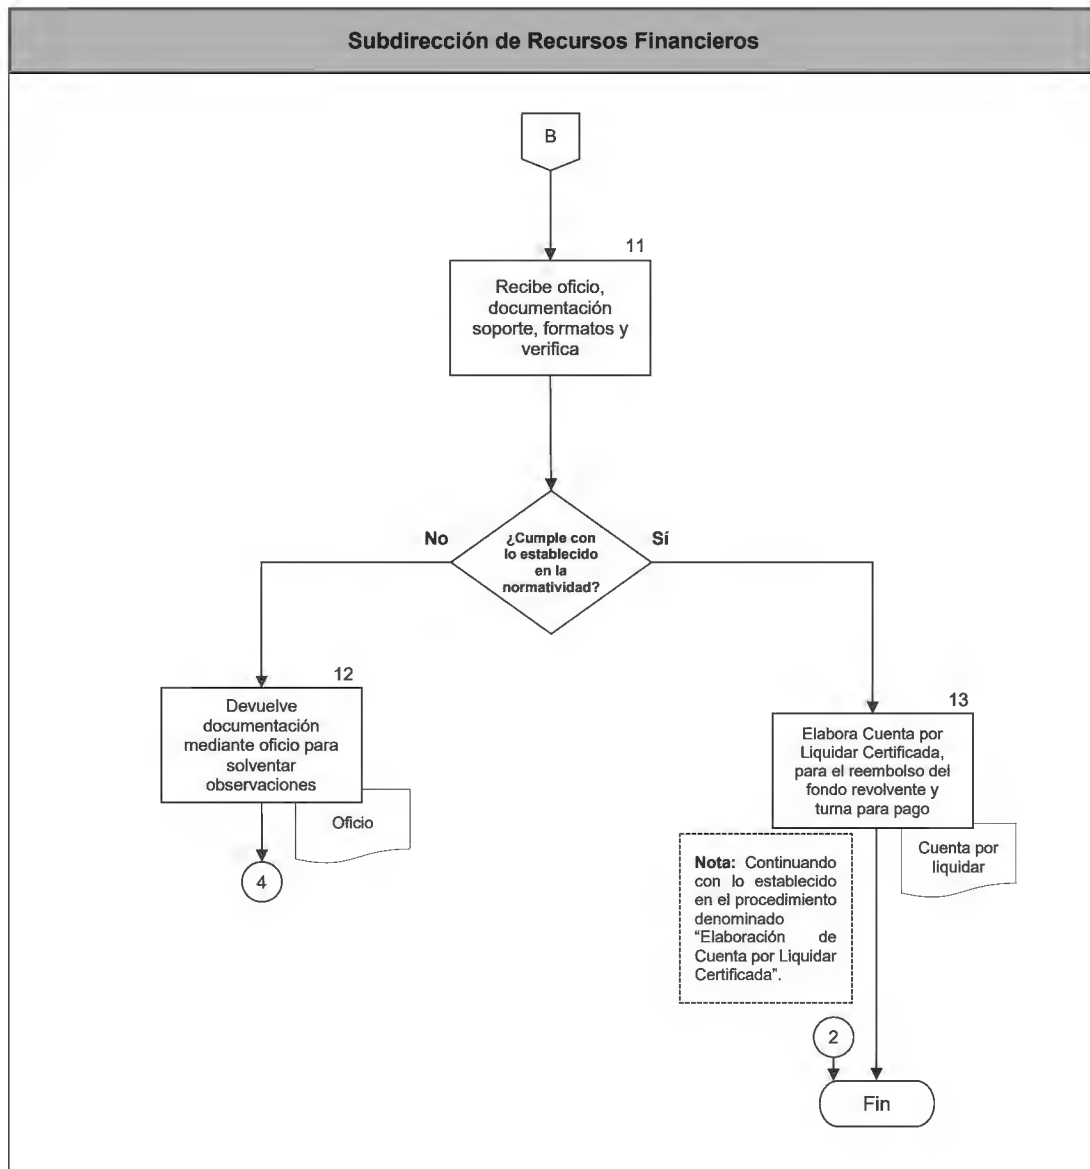 Subdirección de Recursos Financieros
B
11
Recibe oficio,
documentación
soporte, formatos y
verifica
¿Cumple con
lo establecido
en la
normatividad?
No
Sí
12
Devuelve
documentación
mediante oficio para
solventar
observaciones
Oficio
4
13
Elabora Cuenta por
Liquidar Certificada,
para el reembolso del
fondo revolvente y
turna para pago
Cuenta por
liquidar
Nota: Continuando
con lo establecido
en el procedimiento
denominado
“Elaboración de
Cuenta por Liquidar
Certificada”.
2
Fin